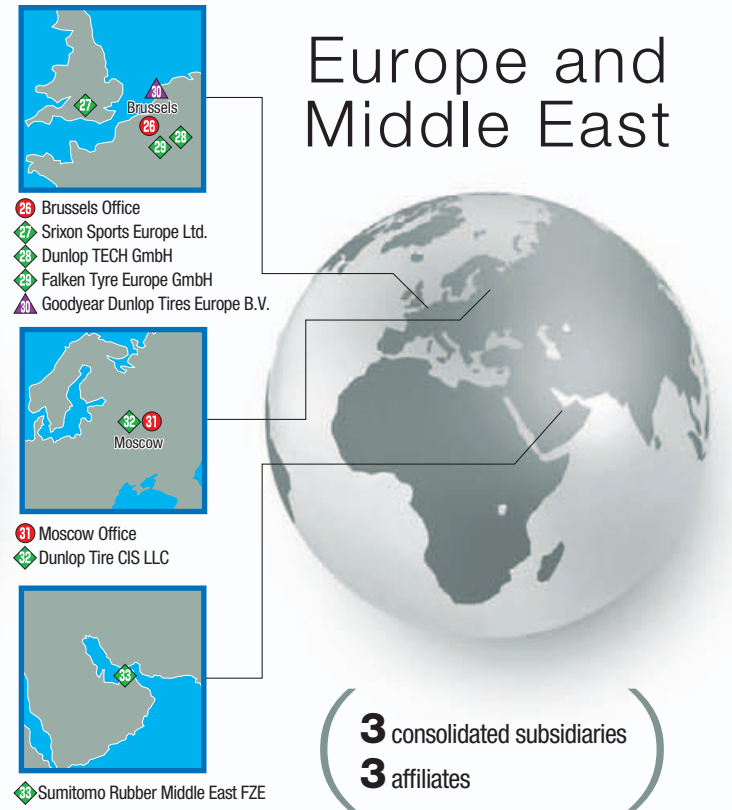 Europe and
Middle East
27
30
Brussels
26
28
29
26 Brussels Office
27 Srixon Sports Europe Ltd.
28 Dunlop TECH GmbH
29 Falken Tyre Europe GmbH
30 Goodyear Dunlop Tires Europe B.V.
32 31
Moscow
31 Moscow Office
32 Dunlop Tire CIS LLC
33
33 Sumitomo Rubber Middle East FZE
3 consolidated subsidiaries
3 affiliates